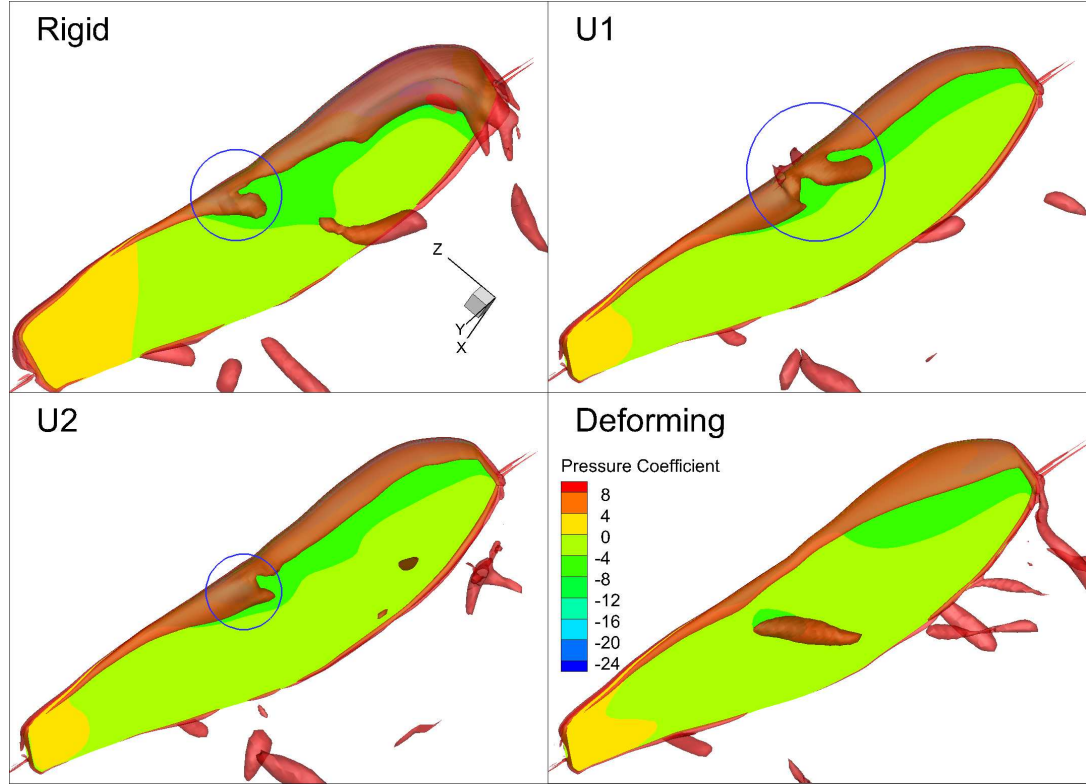 Rigid
U1
Z
Y
X
U2
Deforming
Pressure Coefficient
8
4
0
-4
-8
-12
-16
-20
-24